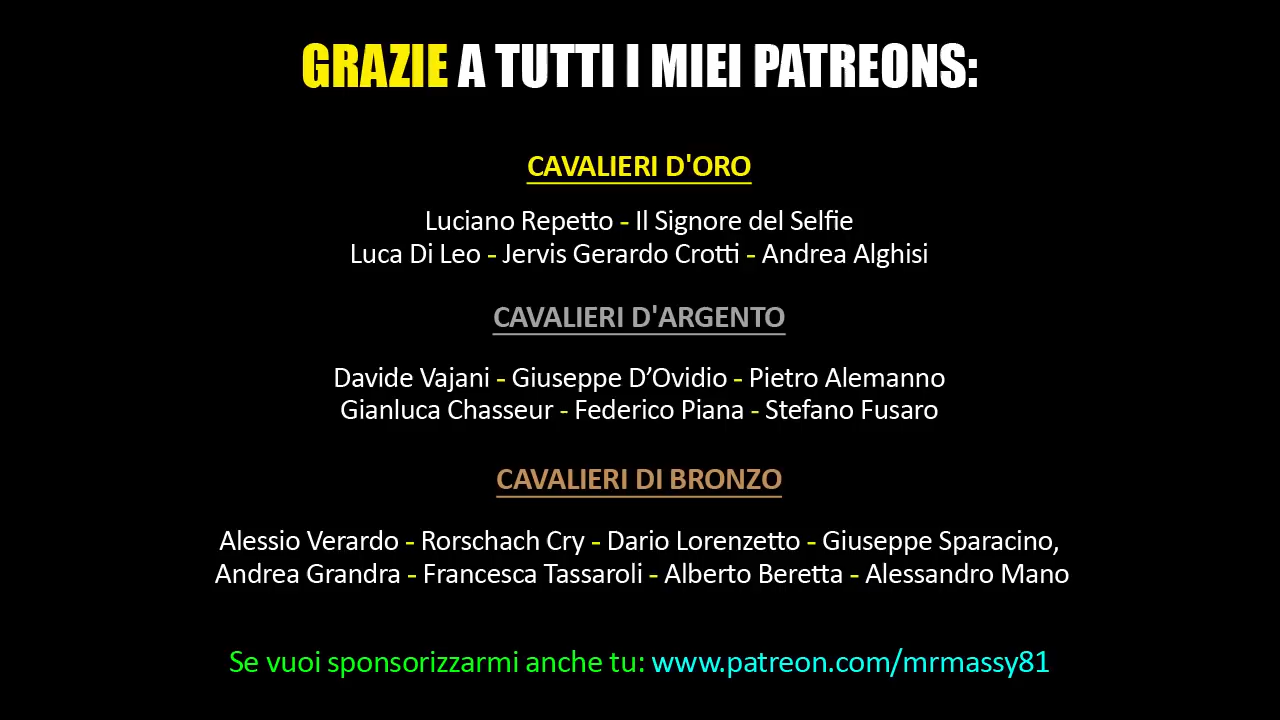 GRAZIE A TUTTI I MIEI PATREONS:
CAVALIERI D'ORO
Luciano Repetto - Il Signore del Selfie
Luca Di Leo - Jervis Gerardo Crotti - Andrea Alghisi
CAVALIERI D'ARGENTO
Davide Vajani - Giuseppe D’Ovidio - Pietro Alemanno
Gianluca Chasseur - Federico Piana - Stefano Fusaro
CAVALIERI DI BRONZO
Alessio Verardo - Rorschach Cry - Dario Lorenzetto - Giuseppe Sparacino,
Andrea Grandra - Francesca Tassaroli - Alberto Beretta - Alessandro Mano
Se vuoi sponsorizzarmi anche tu: www.patreon.com/mrmassy81